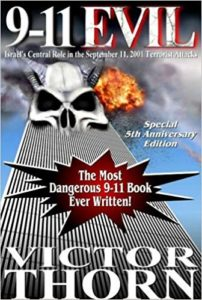 9-11 EVIL
Israel's Central Role in the September 11, 2001 Terrorist Attacks
Special
5th Anniversary
Edition
The Most
Dangerous 9-11 Book
Ever Written!
VICTOR
THORN